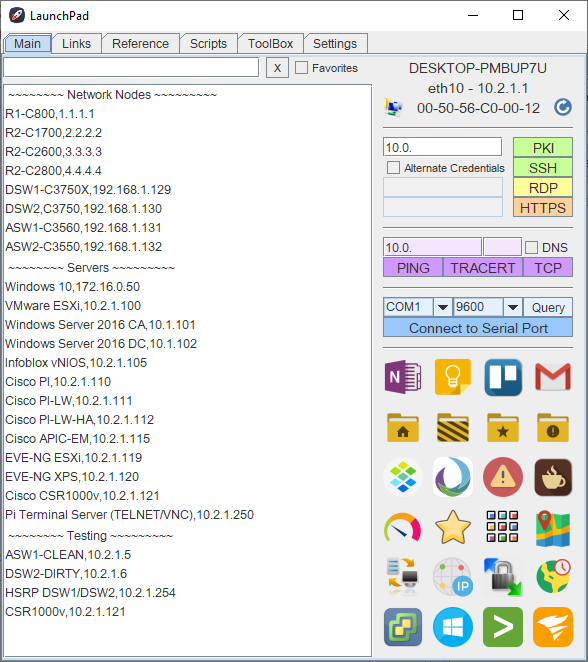 LaunchPad
Main Links Reference Scripts ToolBox Settings
X Favorites
~~~~~~~~ Network Nodes ~~~~~~~~~
R1-C800,1.1.1.1
R2-C1700,2.2.2.2
R2-C2600,3.3.3.3
R2-C2800,4.4.4.4
DSW1-C3750X,192.168.1.129
DSW2,C3750,192.168.1.130
ASW1-C3560,192.168.1.131
ASW2-C3550,192.168.1.132
~~~~~~~~ Servers ~~~~~~~~~
Windows 10,172.16.0.50
VMware ESXi,10.2.1.100
Windows Server 2016 CA,10.1.101
Windows Server 2016 DC,10.1.102
Infoblox vNIOS,10.2.1.105
Cisco PI,10.2.1.110
Cisco PI-LW,10.2.1.111
Cisco PI-LW-HA,10.2.1.112
Cisco APIC-EM,10.2.1.115
EVE-NG ESXi,10.2.1.119
EVE-NG XPS,10.2.1.120
Cisco CSR1000v,10.2.1.121
Pi Terminal Server (TELNET/VNC),10.2.1.250
~~~~~~~~ Testing ~~~~~~~~~
ASW1-CLEAN,10.2.1.5
DSW2-DIRTY,10.2.1.6
HSRP DSW1/DSW2,10.2.1.254
CSR1000v,10.2.1.121
DESKTOP-PMBUP7U
eth10 - 10.2.1.1
00-50-56-C0-00-12
10.0.
PKI
Alternate Credentials
SSH
RDP
HTTPS
10.0.
DNS
PING TRACERT TCP
COM1 9600 Query
Connect to Serial Port
N
IP